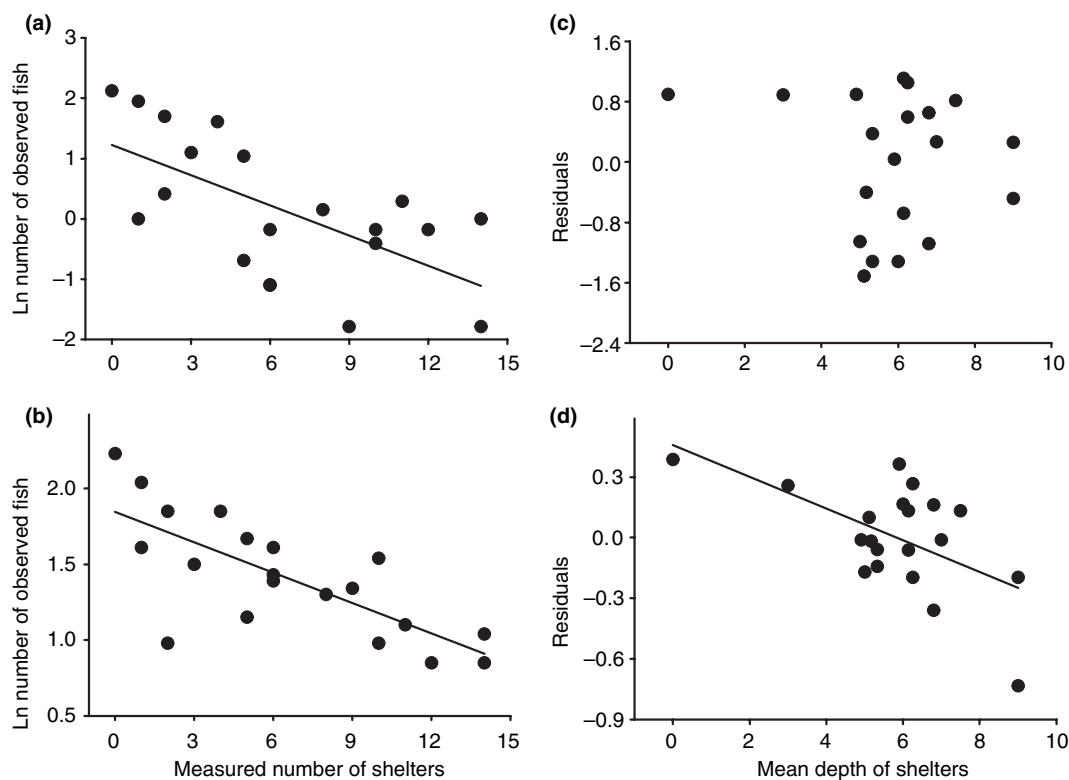 (a)
3
2
1
0
−1
−2
Ln number of observed fish
0 3 6 9 12 15
(c)
1.6
0.8
0.0
−0.8
−1.6
−2.4
Residuals
0 2 4 6 8 10
(b)
2.0
1.5
1.0
0.5
Ln number of observed fish
0 3 6 9 12 15
Measured number of shelters
(d)
0.3
0.0
−0.3
−0.6
−0.9
Residuals
0 2 4 6 8 10
Mean depth of shelters